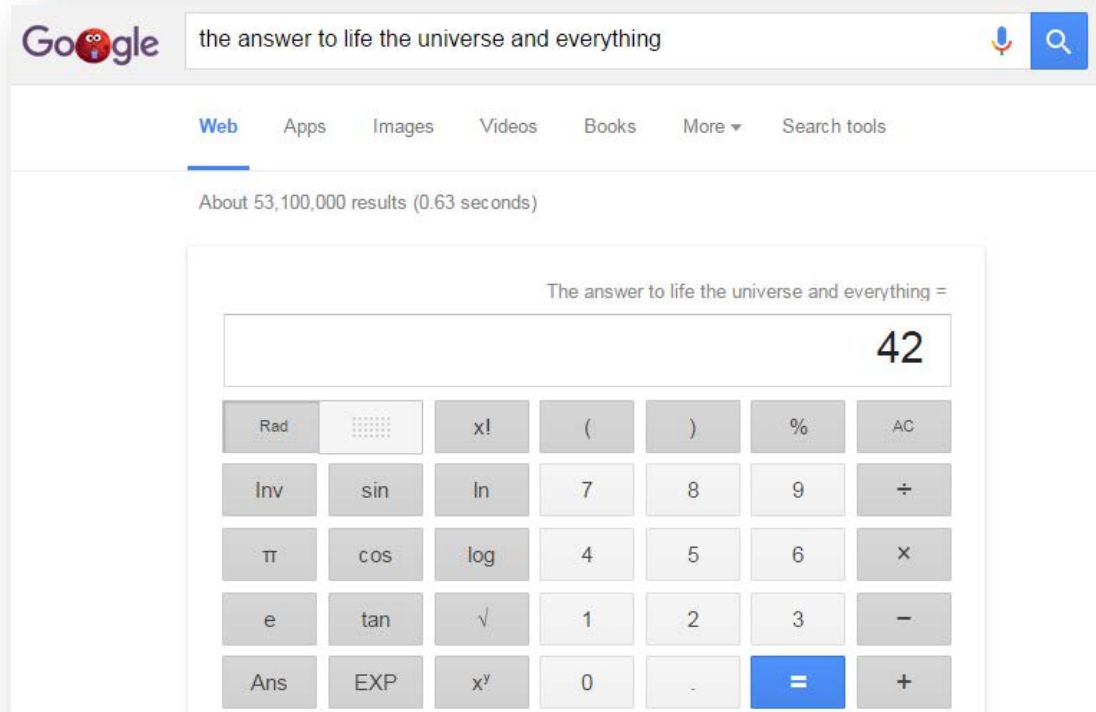 Google the answer to life the universe and everything
Web Apps Images Videos Books More Search tools
About 53,100,000 results (0.63 seconds)
The answer to life the universe and everything =
42
Rad x! ( ) % AC
Inv sin ln 7 8 9 ÷
π cos log 4 5 6 ×
e tan √ 1 2 3 −
Ans EXP xʸ 0 . = +